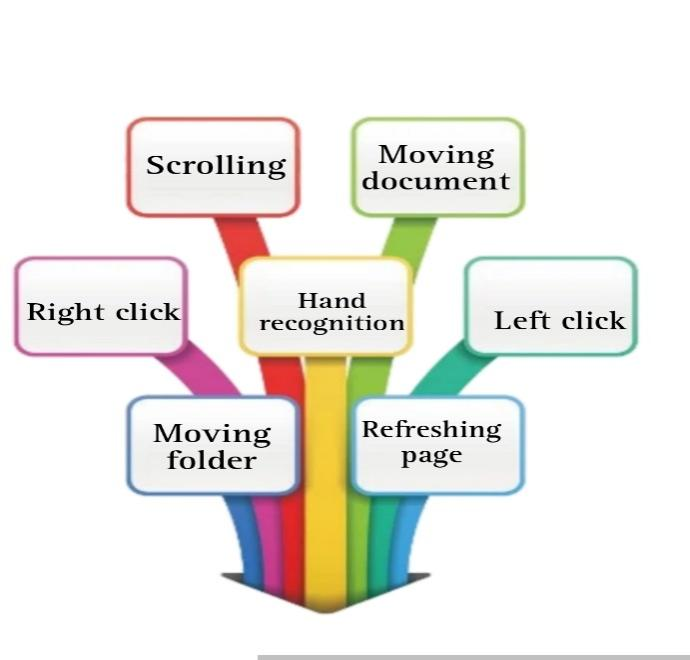 Scrolling
Moving
document
Right click
Hand
recognition
Left click
Moving
folder
Refreshing
page